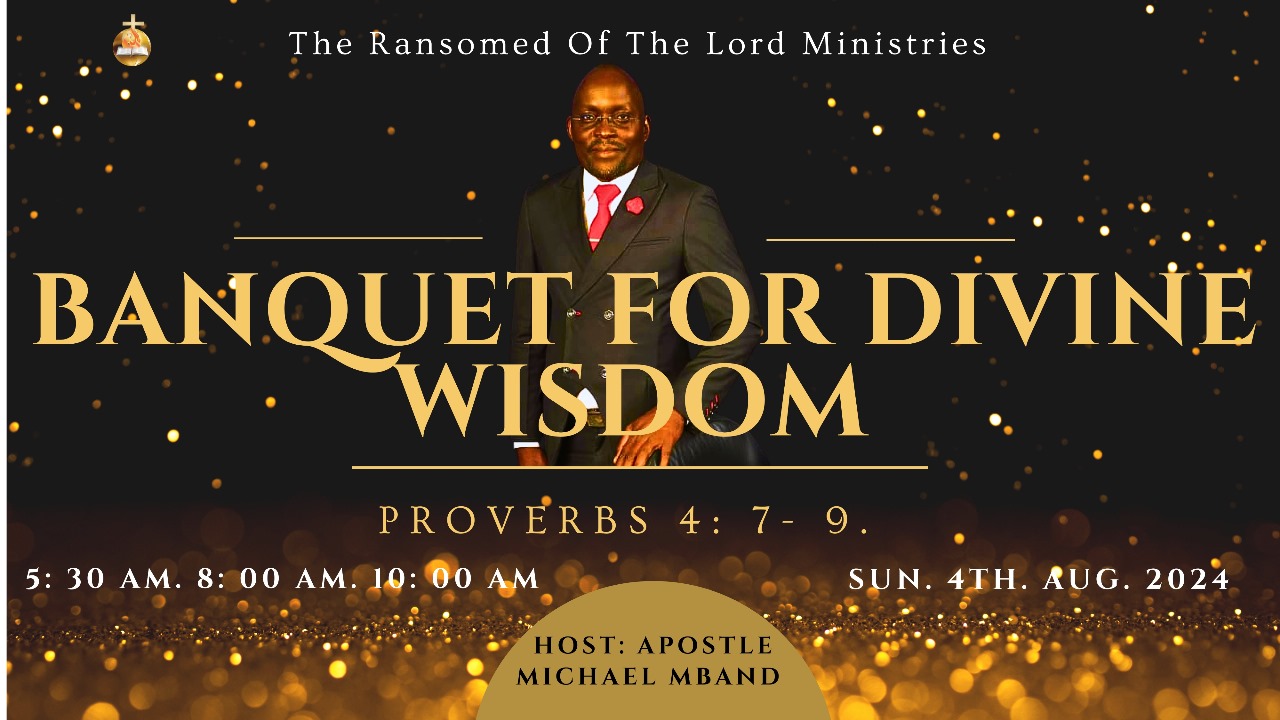 The Ransomed Of The Lord Ministries
BANQUET FOR DIVINE
WISDOM
PROVERBS 4: 7- 9.
5: 30 AM. 8: 00 AM. 10: 00 AM
SUN. 4TH. AUG. 2024
HOST: APOSTLE
MICHAEL MBAND